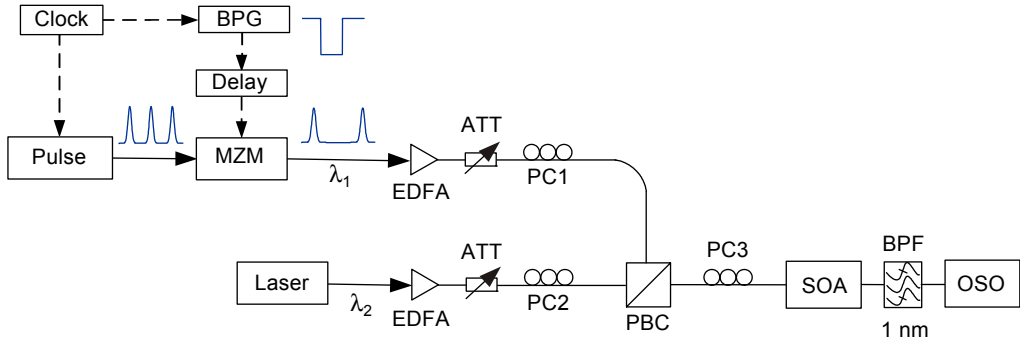 Clock
BPG
Delay
Pulse
MZM
λ1
EDFA
ATT
PC1
Laser
λ2
EDFA
ATT
PC2
PBC
PC3
SOA
BPF
1 nm
OSO